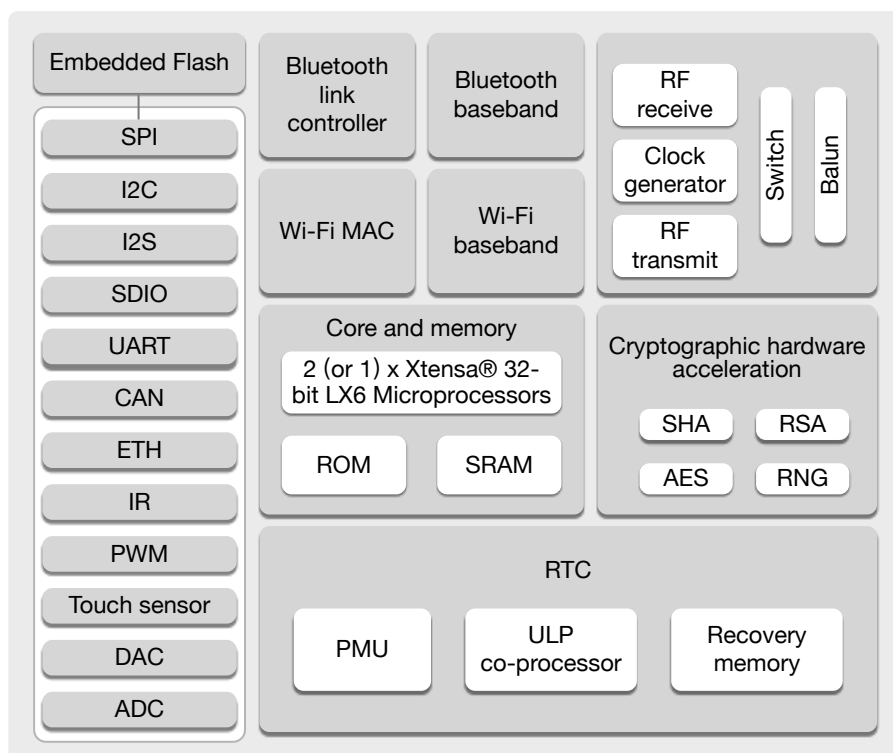 Embedded Flash
SPI
I2C
I2S
SDIO
UART
CAN
ETH
IR
PWM
Touch sensor
DAC
ADC
Bluetooth
link
controller
Bluetooth
baseband
Wi-Fi MAC
Wi-Fi
baseband
RF
receive
Clock
generator
RF
transmit
Switch
Balun
Core and memory
2 (or 1) x Xtensa® 32-
bit LX6 Microprocessors
ROM
SRAM
Cryptographic hardware
acceleration
SHA
RSA
AES
RNG
RTC
PMU
ULP
co-processor
Recovery
memory